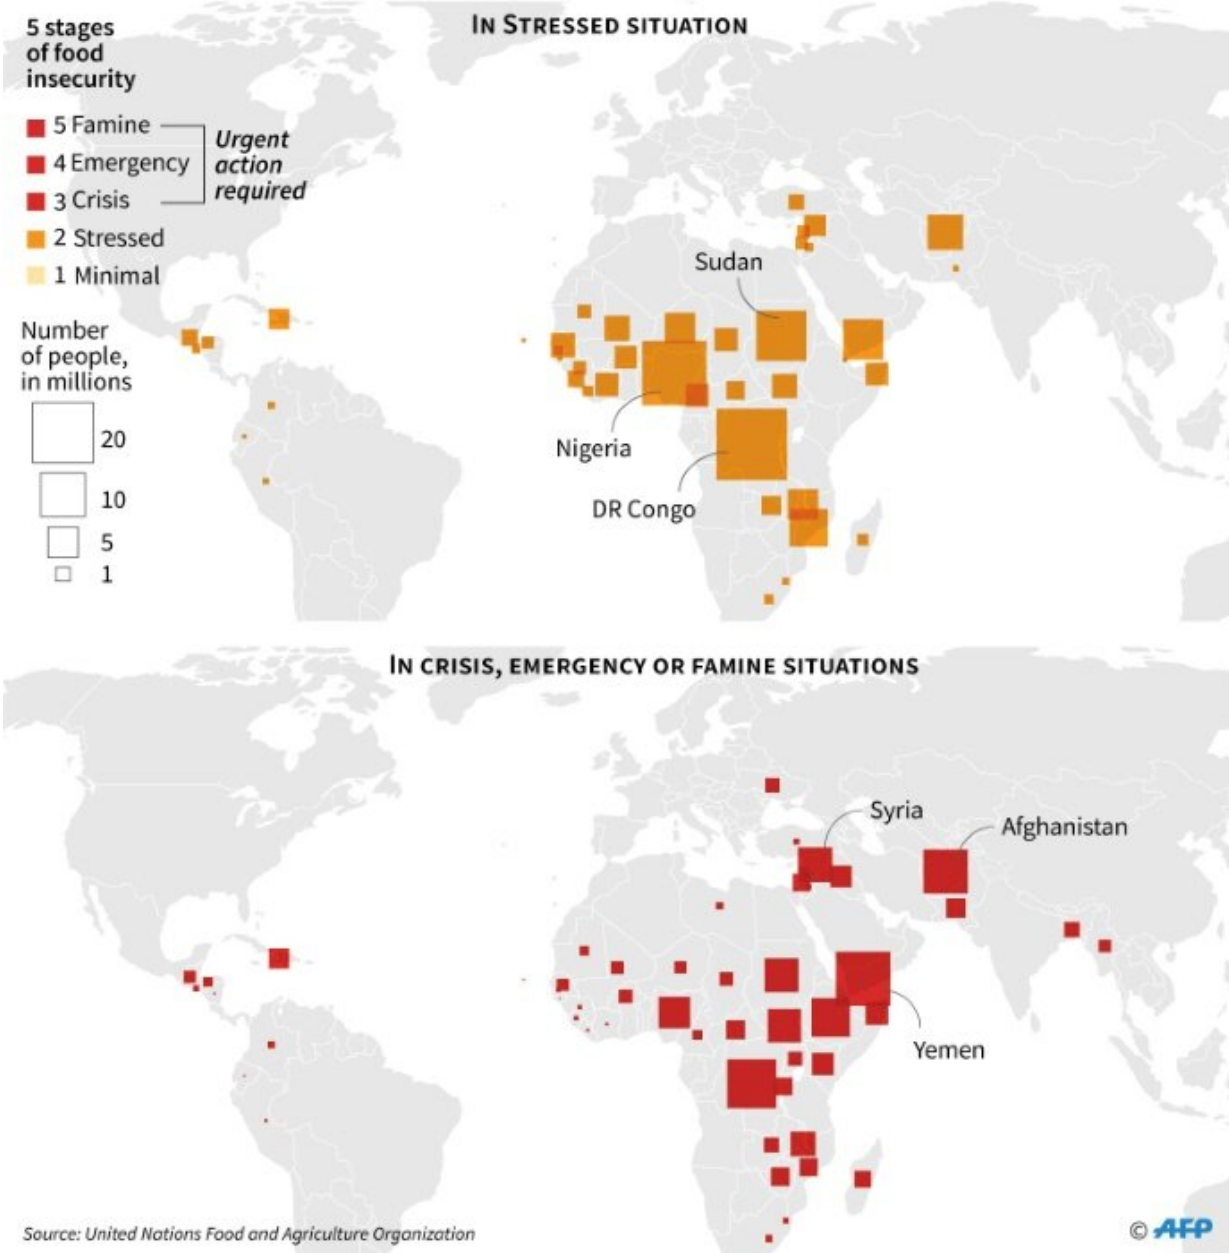 IN STRESSED SITUATION
5 stages
of food
insecurity
5 Famine
4 Emergency
3 Crisis
Urgent
action
required
2 Stressed
1 Minimal
Number
of people,
in millions
20
10
5
1
Sudan
Nigeria
DR Congo
IN CRISIS, EMERGENCY OR FAMINE SITUATIONS
Syria
Afghanistan
Yemen
Source: United Nations Food and Agriculture Organization
© AFP